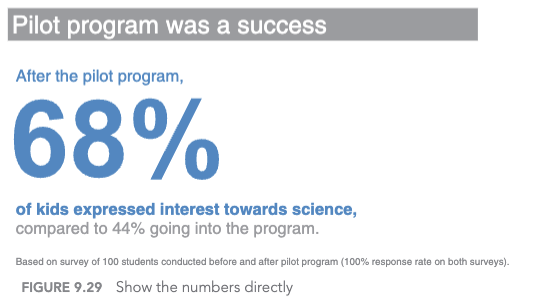 Pilot program was a success
After the pilot program,
68%
of kids expressed interest towards science,
compared to 44% going into the program.
Based on survey of 100 students conducted before and after pilot program (100% response rate on both surveys).
FIGURE 9.29 Show the numbers directly